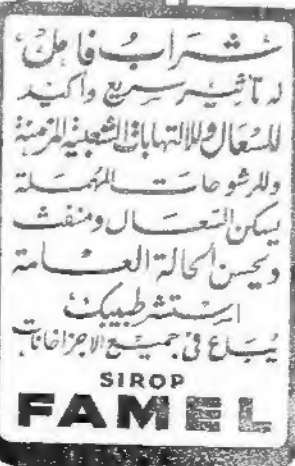 شراب فامل
له تأثير سريع وأكيد
للسعال وللالتهابات الشعبية المزمنة
وللرشوحات المهملة
يسكن السعال ومنفث
ويحسن الحالة العامة
استشر طبيبك
يباع في جميع الاجزاخانات
SIROP
FAMEL